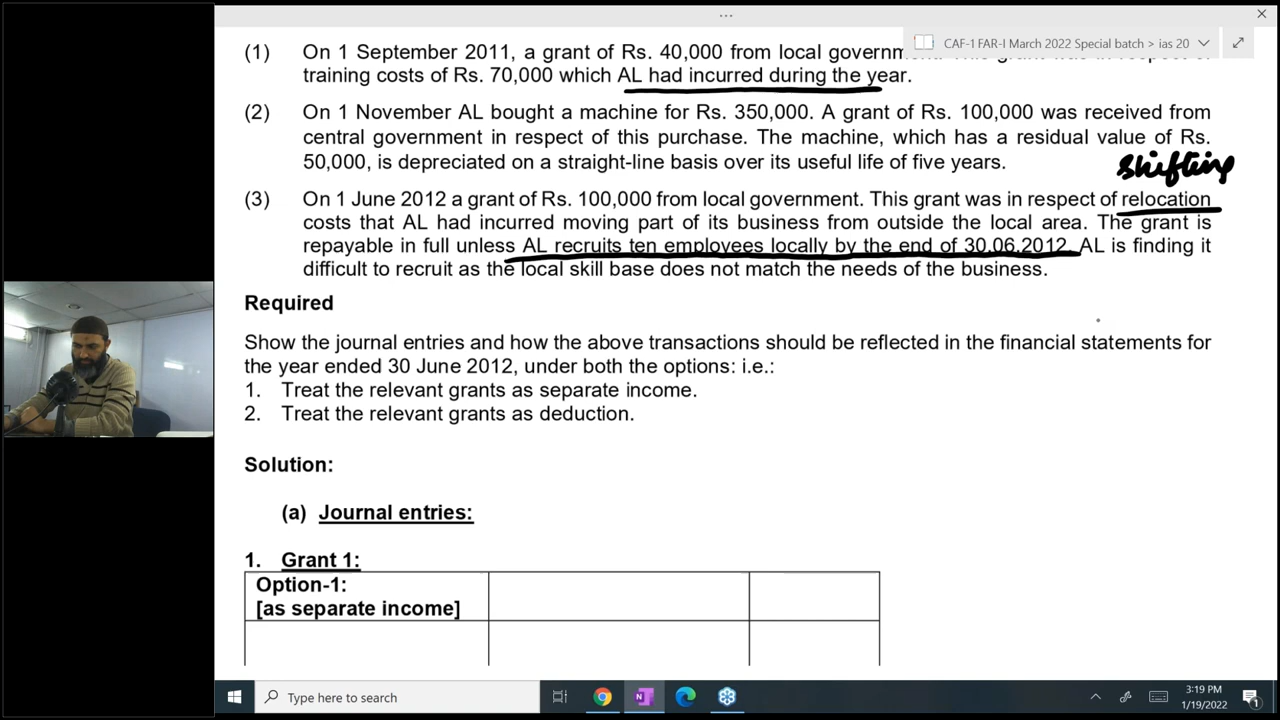 CAF-1 FAR-I March 2022 Special batch > ias 20
(1) On 1 September 2011, a grant of Rs. 40,000 from local governm
training costs of Rs. 70,000 which AL had incurred during the year.
(2) On 1 November AL bought a machine for Rs. 350,000. A grant of Rs. 100,000 was received from
central government in respect of this purchase. The machine, which has a residual value of Rs.
50,000, is depreciated on a straight-line basis over its useful life of five years.
shifting
(3) On 1 June 2012 a grant of Rs. 100,000 from local government. This grant was in respect of relocation
costs that AL had incurred moving part of its business from outside the local area. The grant is
repayable in full unless AL recruits ten employees locally by the end of 30.06.2012. AL is finding it
difficult to recruit as the local skill base does not match the needs of the business.
Required
Show the journal entries and how the above transactions should be reflected in the financial statements for
the year ended 30 June 2012, under both the options: i.e.:
1. Treat the relevant grants as separate income.
2. Treat the relevant grants as deduction.
Solution:
(a) Journal entries:
1. Grant 1:
Option-1:
[as separate income]
Type here to search
3:19 PM
1/19/2022